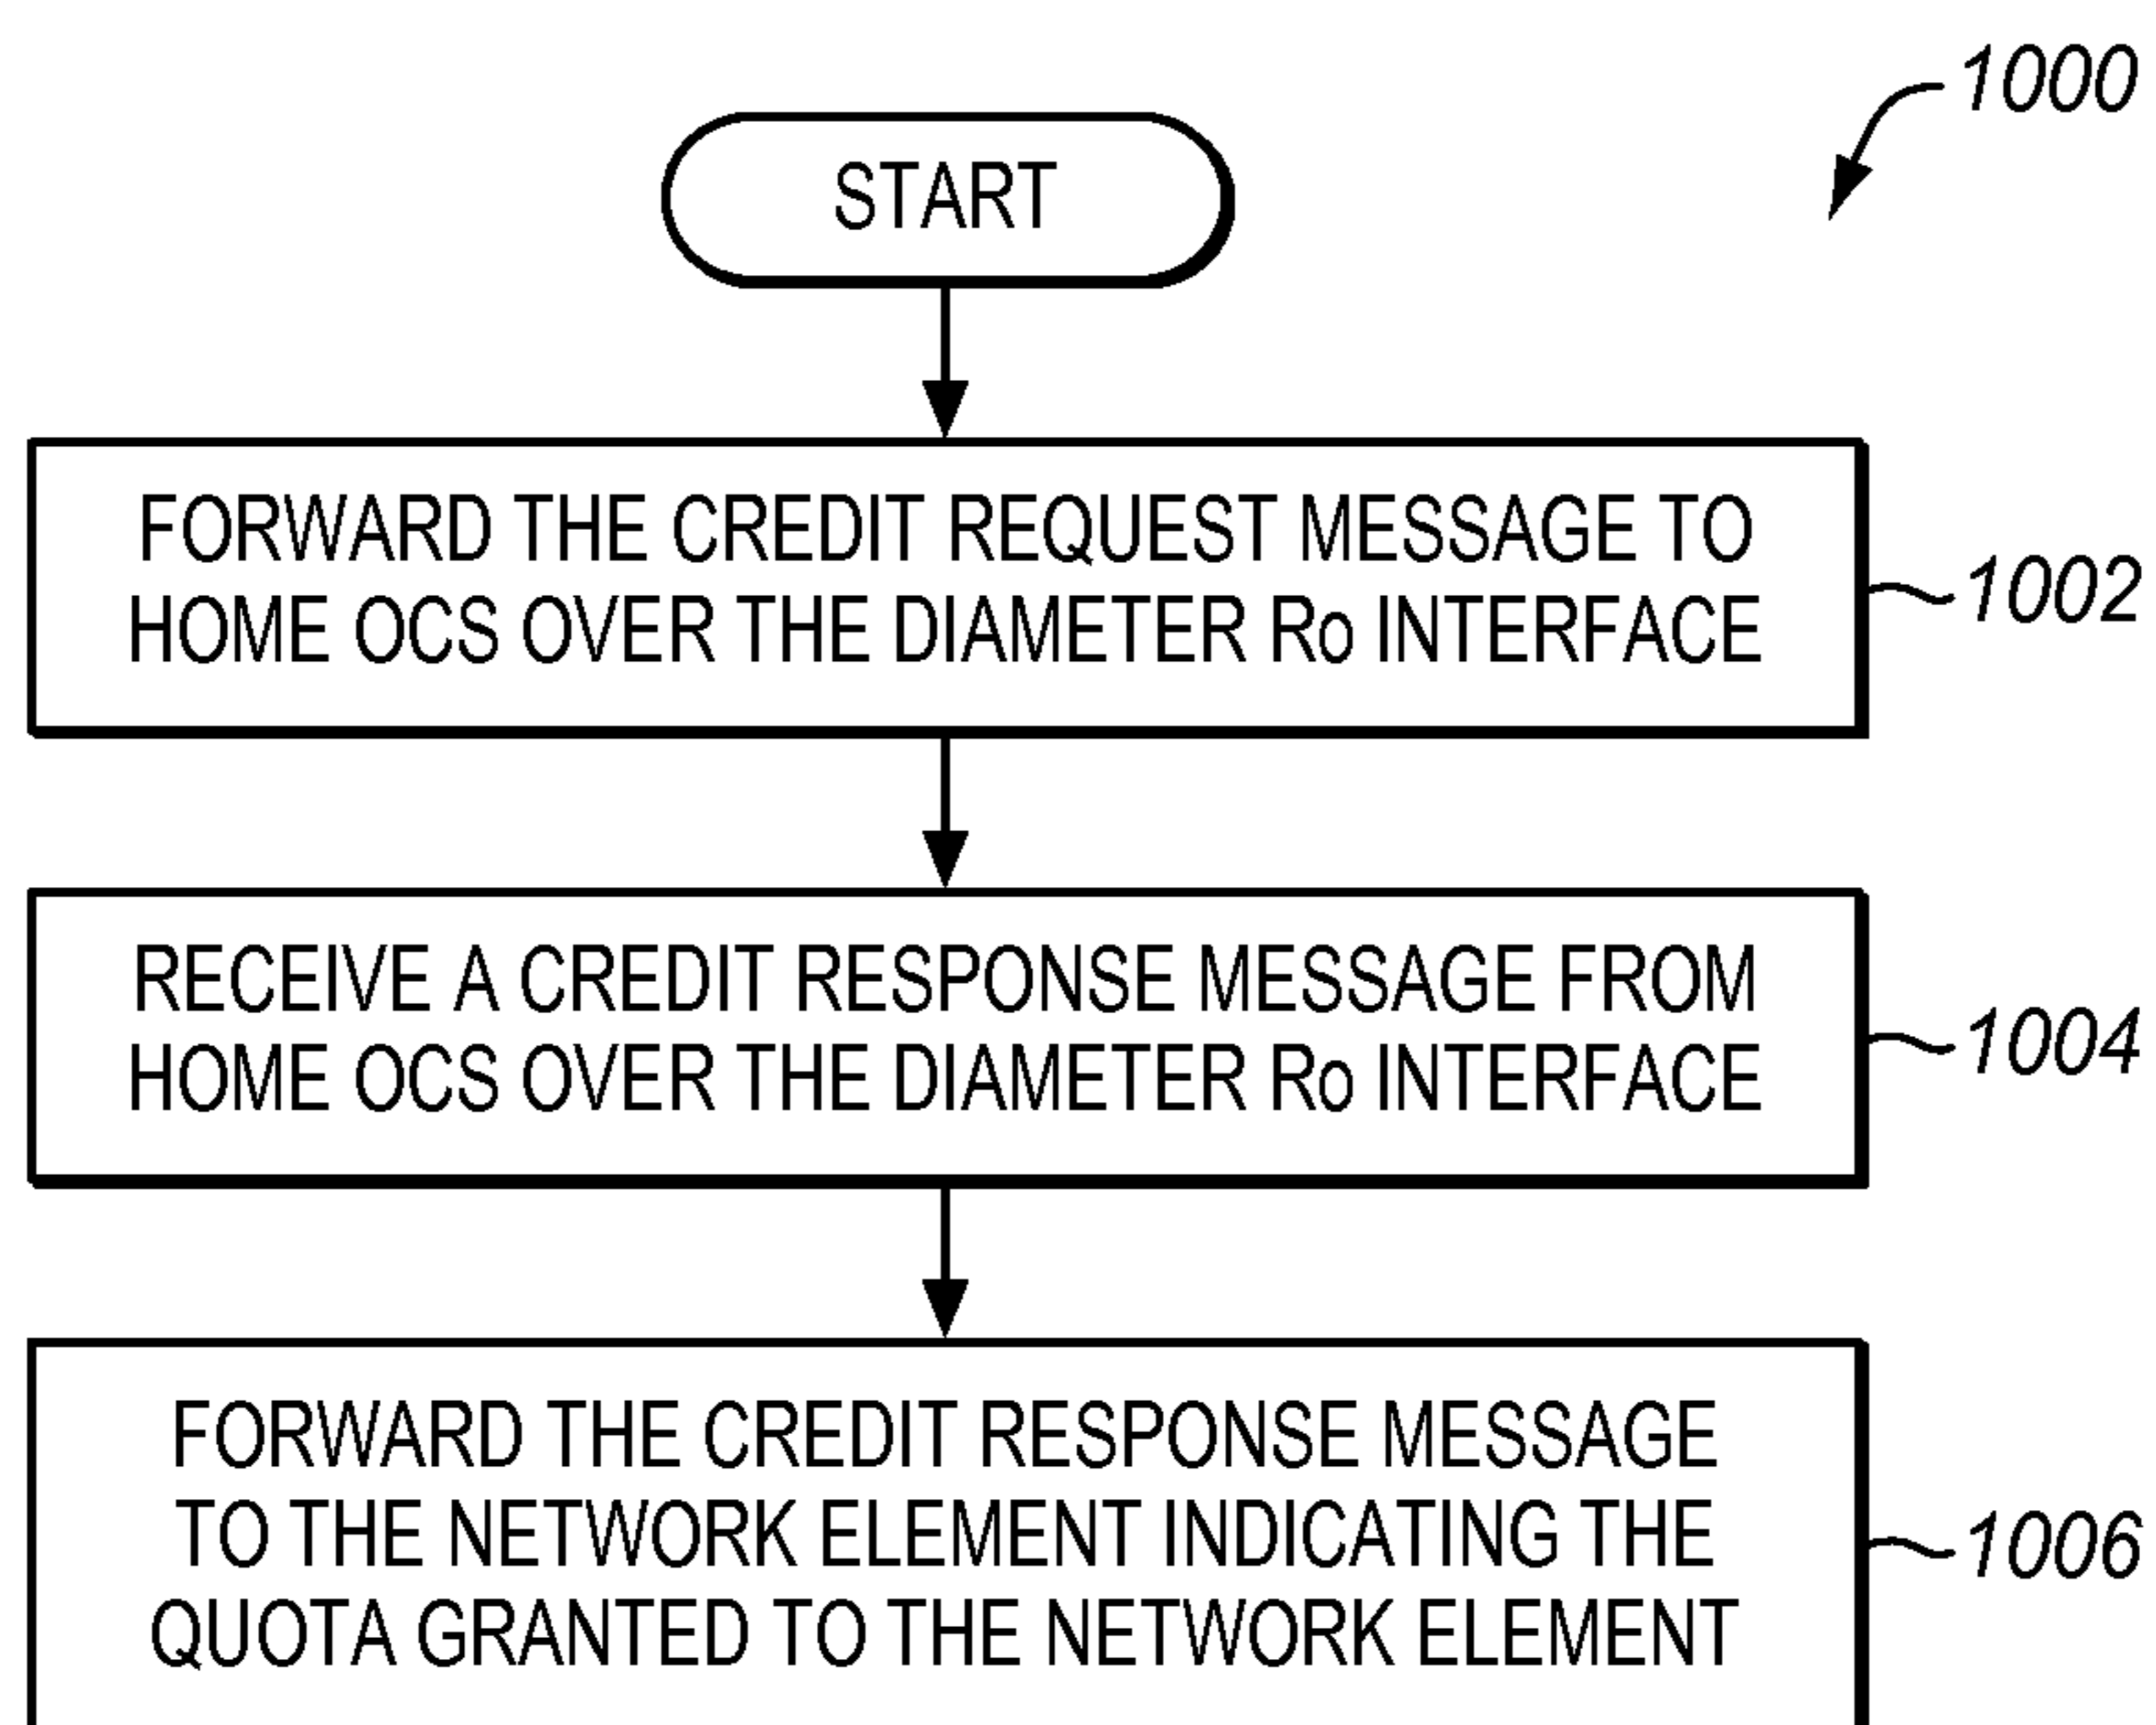 1000
START
FORWARD THE CREDIT REQUEST MESSAGE TO
HOME OCS OVER THE DIAMETER Ro INTERFACE
1002
RECEIVE A CREDIT RESPONSE MESSAGE FROM
HOME OCS OVER THE DIAMETER Ro INTERFACE
1004
FORWARD THE CREDIT RESPONSE MESSAGE
TO THE NETWORK ELEMENT INDICATING THE
QUOTA GRANTED TO THE NETWORK ELEMENT
1006